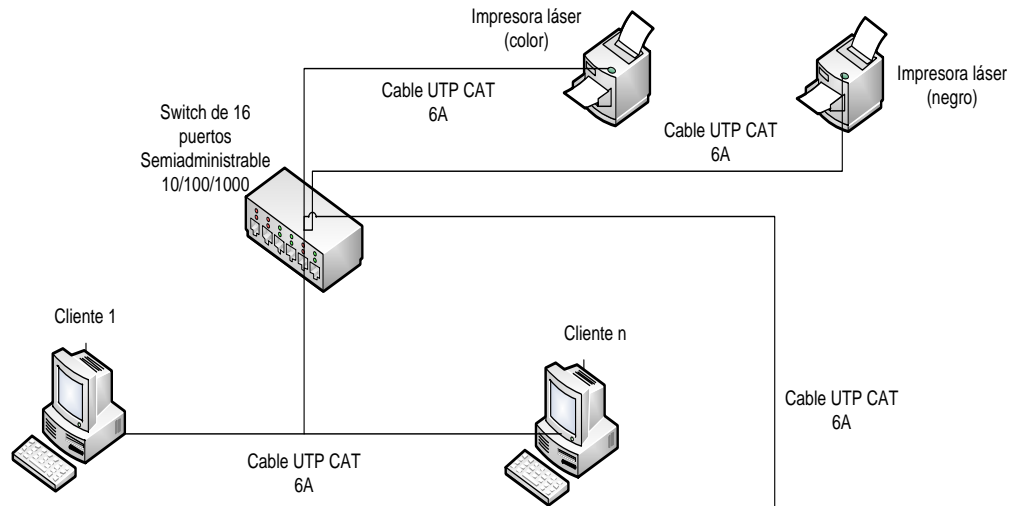 Impresora láser
(color)
Impresora láser
(negro)
Cable UTP CAT
6A
Cable UTP CAT
6A
Switch de 16
puertos
Semiadministrable
10/100/1000
Cliente 1
Cliente n
Cable UTP CAT
6A
Cable UTP CAT
6A